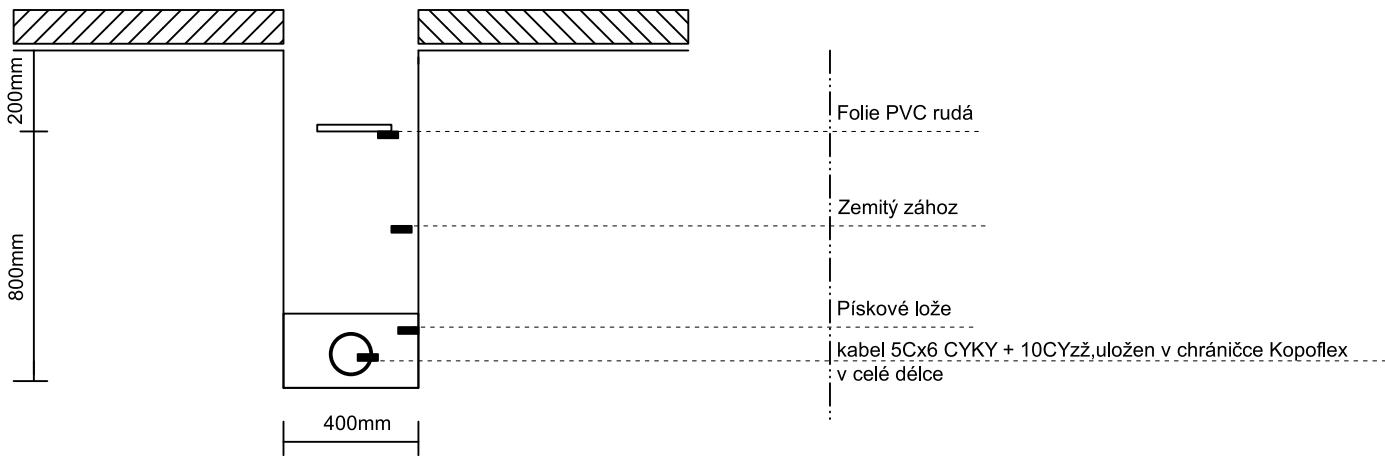 200mm
Folie PVC rudá
Zemitý zához
800mm
Pískové lože
kabel 5Cx6 CYKY + 10CYzž,uložen v chráničce Kopoflex
v celé délce
400mm